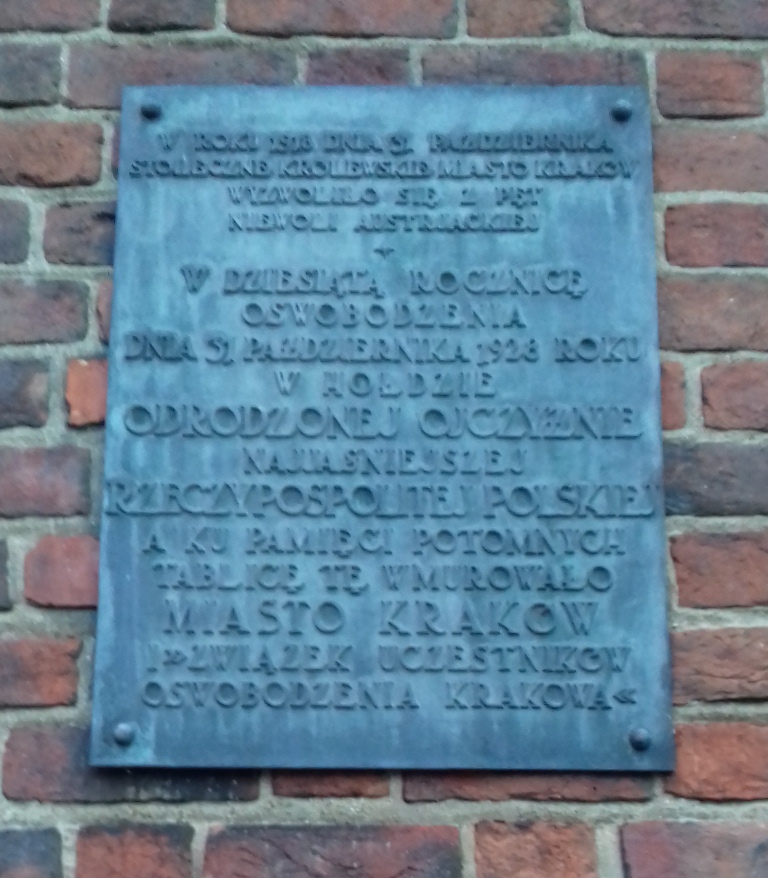 W ROKU 1918 DNIA 31 PAŹDZIERNIKA
STOŁECZNE KRÓLEWSKIE MIASTO KRAKÓW
WYZWOLIŁO SIĘ Z PĘT
NIEWOLI AUSTRJACKIEJ
+
W DZIESIĄTĄ ROCZNICĘ
OSWOBODZENIA
DNIA 31 PAŹDZIERNIKA 1928 ROKU
W HOŁDZIE
ODRODZONEJ OJCZYŹNIE
NAJJAŚNIEJSZEJ
RZECZYPOSPOLITEJ POLSKIEJ
A KU PAMIĘCI POTOMNYCH
TABLICĘ TĘ WMUROWAŁO
MIASTO KRAKÓW
I »ZWIĄZEK UCZESTNIKÓW
OSWOBODZENIA KRAKOWA«